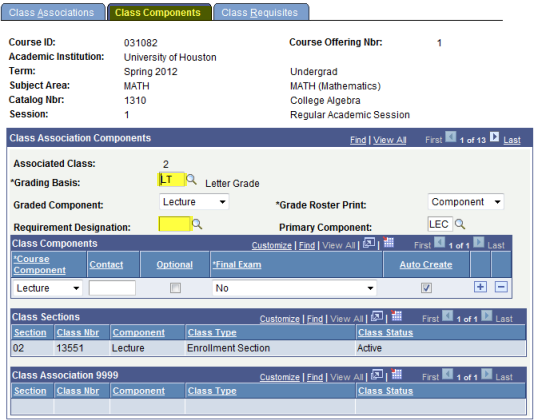 Class Associations Class Components Class Requisites
Course ID: 031082 Course Offering Nbr: 1
Academic Institution: University of Houston
Term: Spring 2012 Undergrad
Subject Area: MATH MATH (Mathematics)
Catalog Nbr: 1310 College Algebra
Session: 1 Regular Academic Session
Class Association Components Find | View All First 1 of 13 Last
Associated Class: 2
*Grading Basis: LT Letter Grade
Graded Component: Lecture *Grade Roster Print: Component
Requirement Designation: Primary Component: LEC
Class Components Customize | Find | View All | First 1 of 1 Last
*Course Component Contact Optional *Final Exam Auto Create
Lecture No
Class Sections Customize | Find | View All | First 1 of 1 Last
Section Class Nbr Component Class Type Class Status
02 13551 Lecture Enrollment Section Active
Class Association 9999 Customize | Find | View All | First 1 of 1 Last
Section Class Nbr Component Class Type Class Status